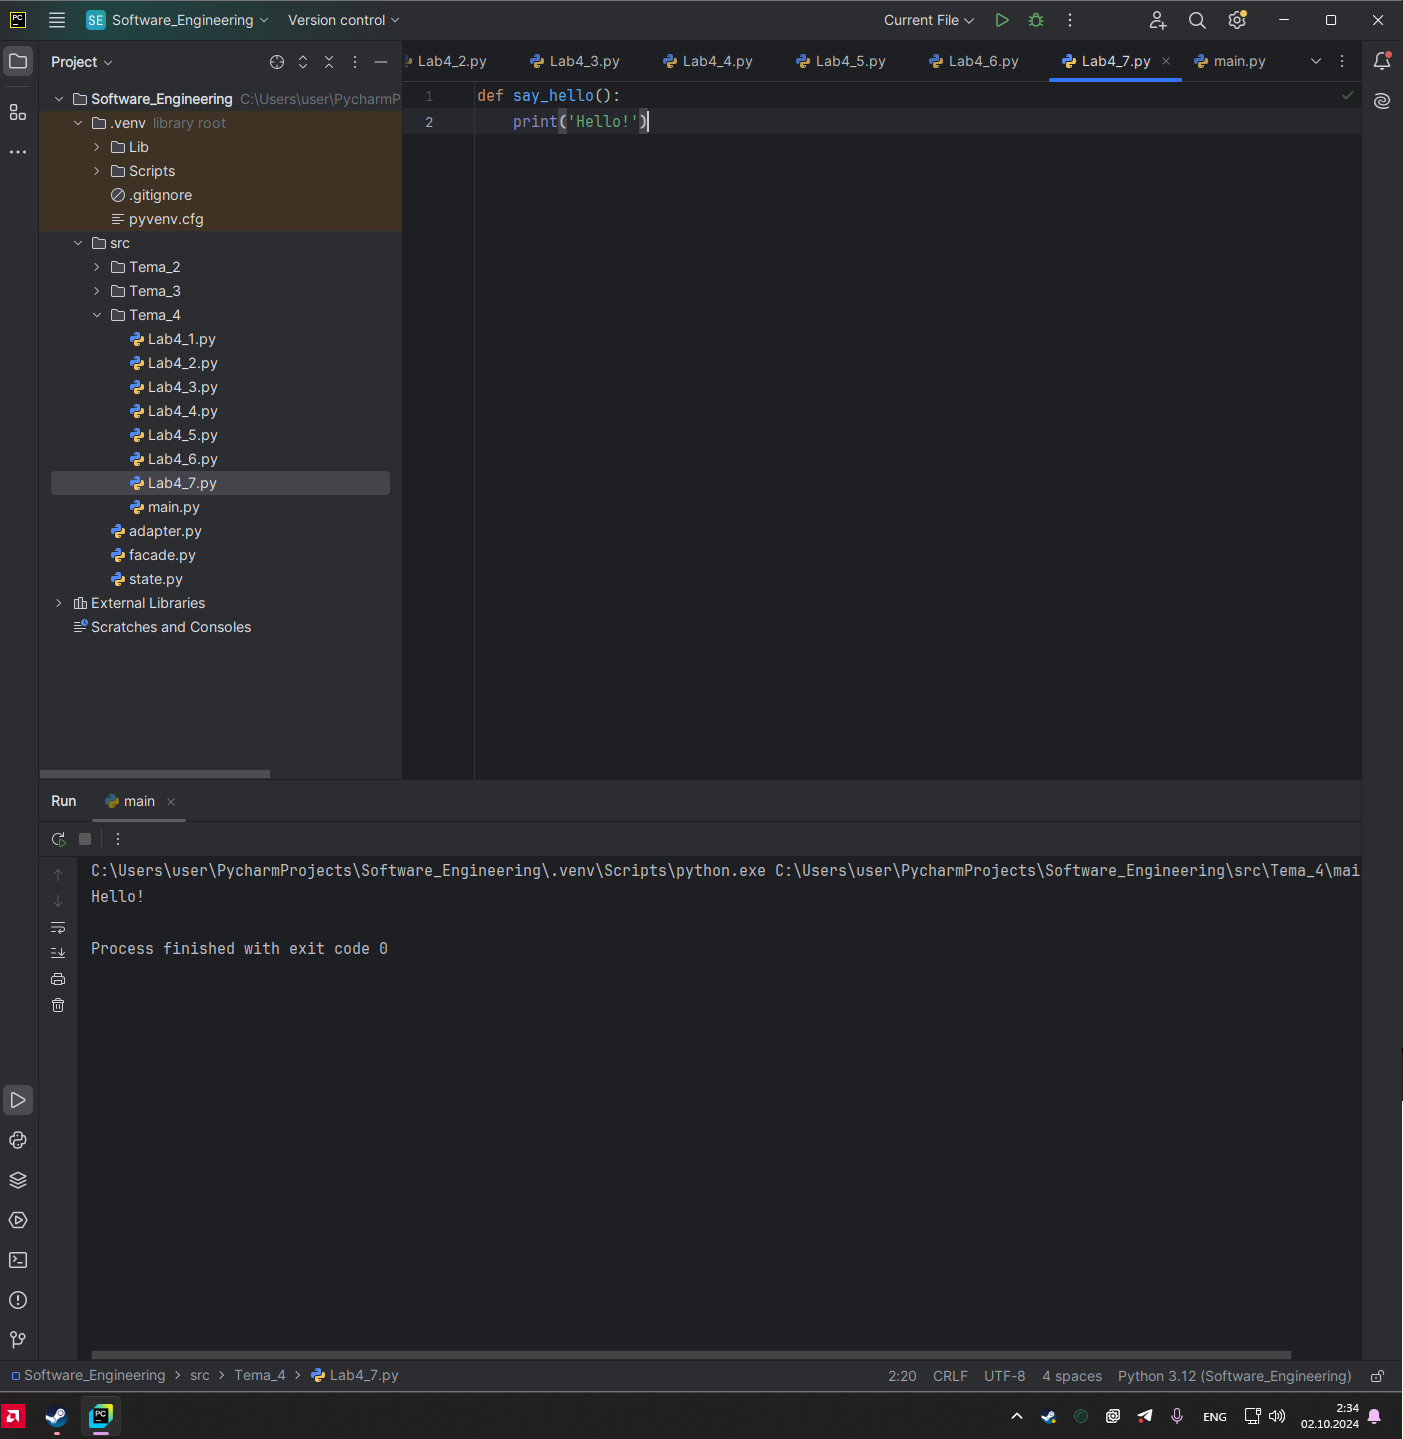 PC
SE Software_Engineering Version control Current File
Project
Lab4_2.py Lab4_3.py Lab4_4.py Lab4_5.py Lab4_6.py Lab4_7.py main.py
Software_Engineering C:\Users\user\PycharmP
.venv library root
Lib
Scripts
.gitignore
pyvenv.cfg
src
Tema_2
Tema_3
Tema_4
Lab4_1.py
Lab4_2.py
Lab4_3.py
Lab4_4.py
Lab4_5.py
Lab4_6.py
Lab4_7.py
main.py
adapter.py
facade.py
state.py
External Libraries
Scratches and Consoles
1 def say_hello():
2 print('Hello!')
Run main
C:\Users\user\PycharmProjects\Software_Engineering\.venv\Scripts\python.exe C:\Users\user\PycharmProjects\Software_Engineering\src\Tema_4\mai
Hello!
Process finished with exit code 0
Software_Engineering > src > Tema_4 > Lab4_7.py 2:20 CRLF UTF-8 4 spaces Python 3.12 (Software_Engineering)
PC
ENG
2:34
02.10.2024